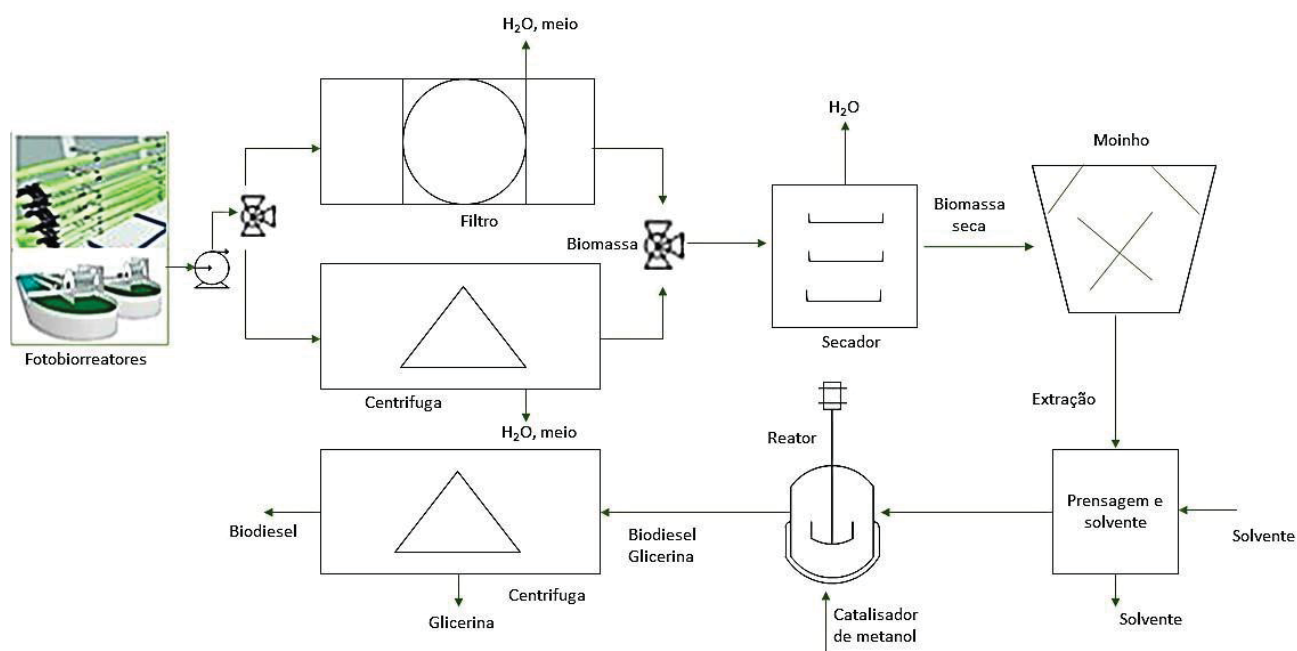 H₂O, meio
Filtro
Fotobiorreatores
Centrifuga
H₂O, meio
Biomassa
H₂O
Secador
Biomassa
seca
Moinho
Extração
Prensagem e
solvente
Solvente
Solvente
Reator
Catalisador
de metanol
Biodiesel
Glicerina
Centrifuga
Glicerina
Biodiesel